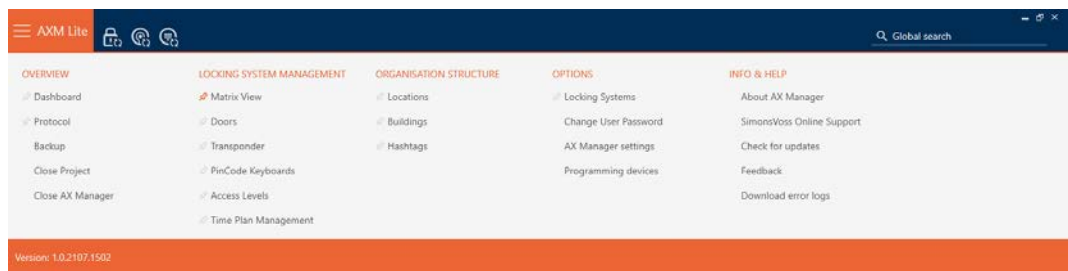 AXM Lite
Global search
OVERVIEW
Dashboard
Protocol
Backup
Close Project
Close AX Manager
LOCKING SYSTEM MANAGEMENT
Matrix View
Doors
Transponder
PinCode Keyboards
Access Levels
Time Plan Management
ORGANISATION STRUCTURE
Locations
Buildings
Hashtags
OPTIONS
Locking Systems
Change User Password
AX Manager settings
Programming devices
INFO & HELP
About AX Manager
SimonsVoss Online Support
Check for updates
Feedback
Download error logs
Version: 1.0.2107.1502